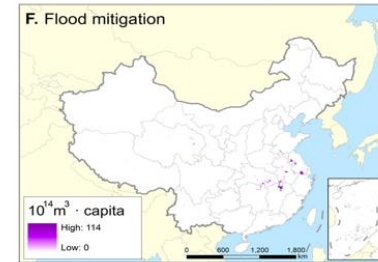 F. Flood mitigation
10¹⁴m³ · capita
High: 114
Low: 0
0 600 1,200 1,800
km